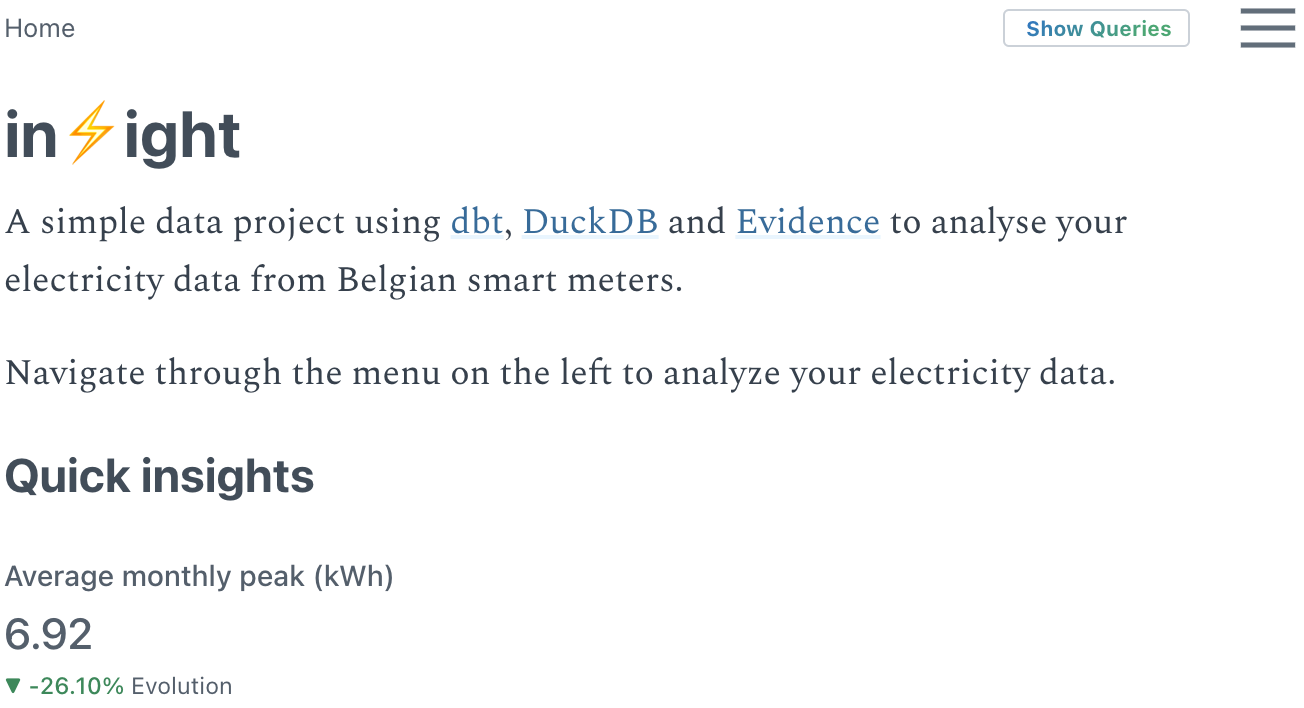 Home
Show Queries
in⚡ight
A simple data project using dbt, DuckDB and Evidence to analyse your
electricity data from Belgian smart meters.
Navigate through the menu on the left to analyze your electricity data.
Quick insights
Average monthly peak (kWh)
6.92
▼ -26.10% Evolution